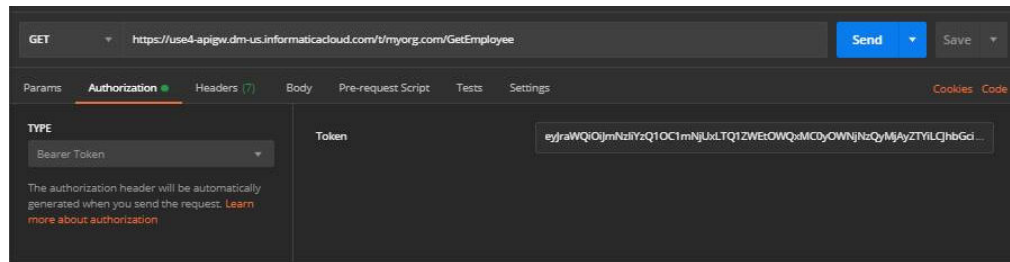 GET https://use4-apigw.dm-us.informaticacloud.com/t/myorg.com/GetEmployee Send Save
Params Authorization Headers (7) Body Pre-request Script Tests Settings Cookies Code
TYPE
Bearer Token
The authorization header will be automatically
generated when you send the request. Learn
more about authorization
Token eyJraWQiOiJmNzliYzQ1OC1mNjUxLTQ1ZWEtOWQxMC0yOWNjNzQyMjAyZTYiLCJhbGci...